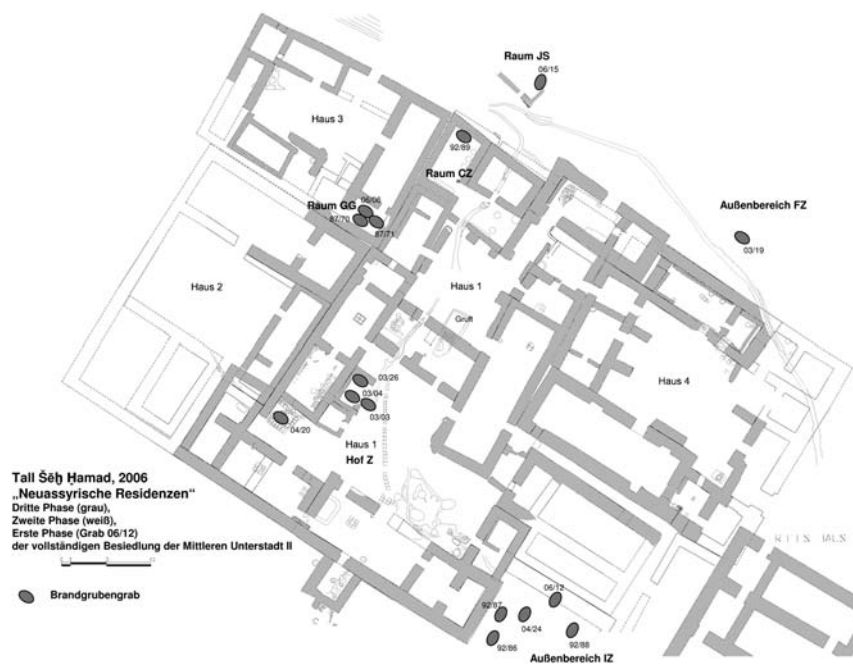 Raum JS
06/15
Haus 3
92/89
Raum CZ
Raum GG
06/06
87/70
87/71
Außenbereich FZ
03/19
Haus 2
Haus 1
Gruft
Haus 4
03/26
03/04
03/03
04/20
Haus 1
Hof Z
Tall Šēḫ Ḥamad, 2006
„Neuassyrische Residenzen“
Dritte Phase (grau),
Zweite Phase (weiß),
Erste Phase (Grab 06/12)
der vollständigen Besiedlung der Mittleren Unterstadt II
Brandgrubengrab
06/12
92/87
04/24
92/86
92/88
Außenbereich IZ